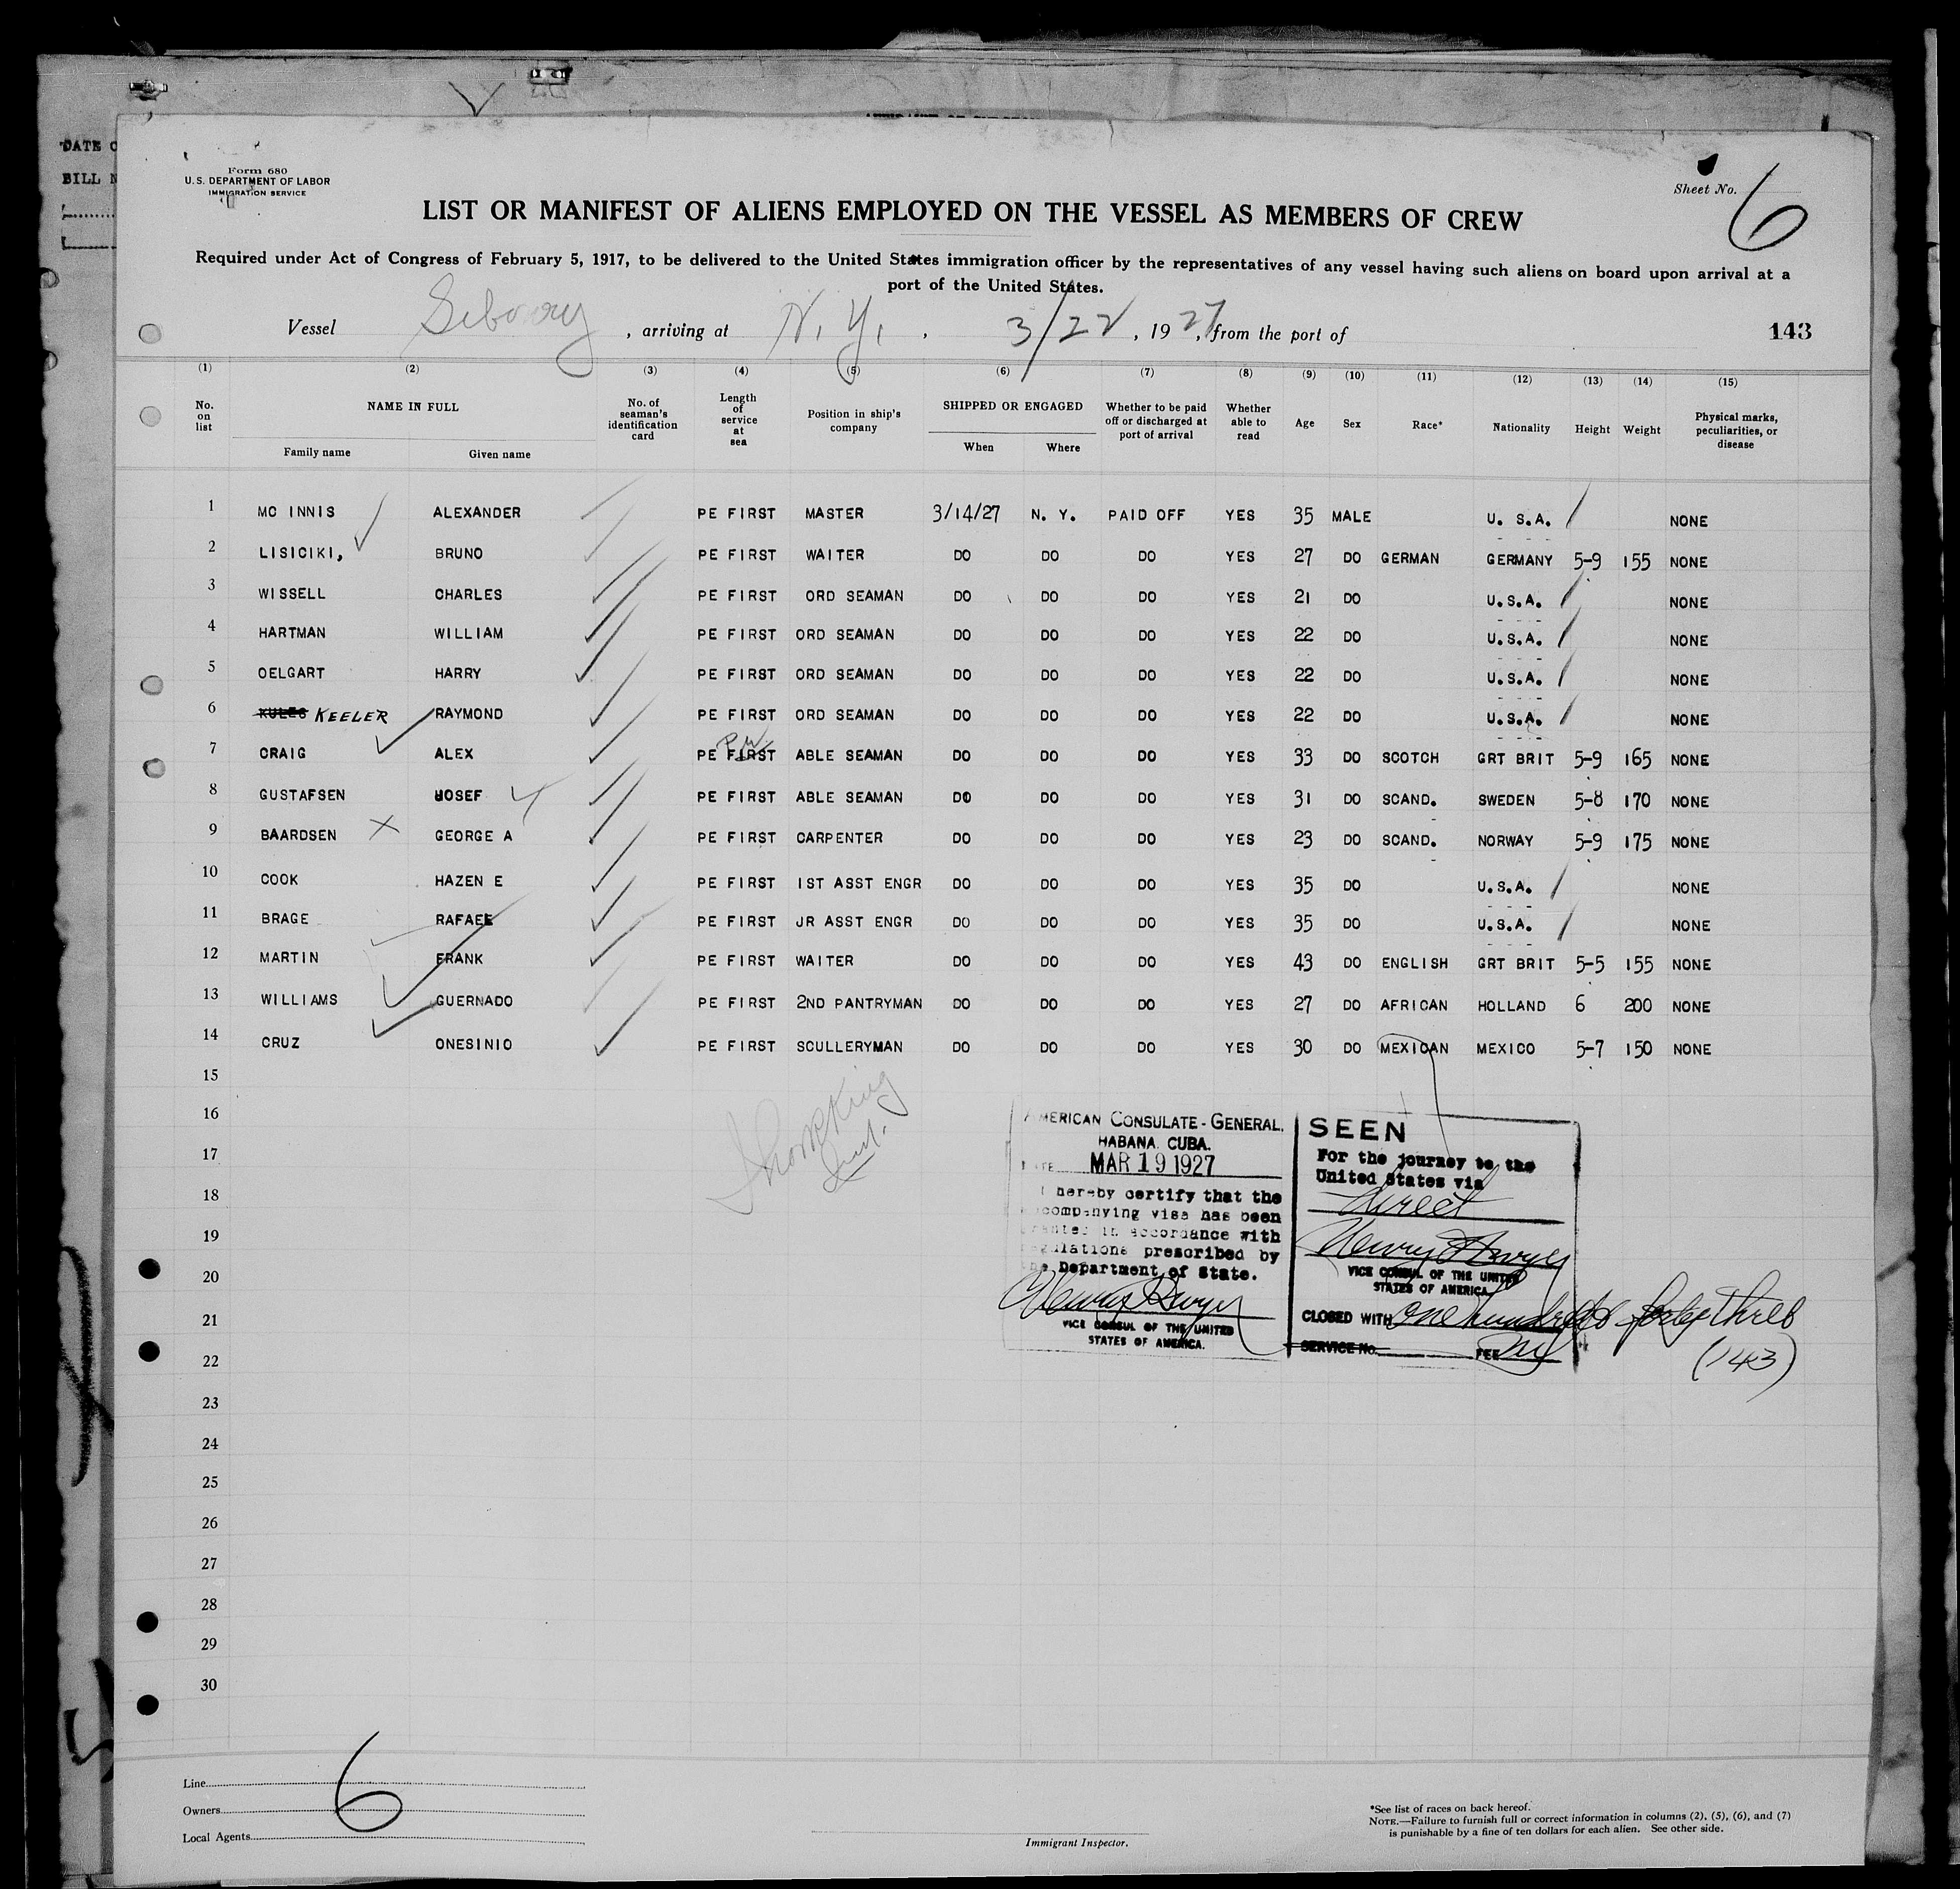 DATE O
BILL N
Form 680
U.S. DEPARTMENT OF LABOR
IMMIGRATION SERVICE
Sheet No. 6
LIST OR MANIFEST OF ALIENS EMPLOYED ON THE VESSEL AS MEMBERS OF CREW
Required under Act of Congress of February 5, 1917, to be delivered to the United States immigration officer by the representatives of any vessel having such aliens on board upon arrival at a
port of the United States.
Vessel Siboney, arriving at N. Y., 3/22, 1927, from the port of 143
(1) (2) (3) (4) (5) (6) (7) (8) (9) (10) (11) (12) (13) (14) (15)
No. on list NAME IN FULL Family name Given name No. of seaman's identification card Length of service at sea Position in ship's company SHIPPED OR ENGAGED When Where Whether to be paid off or discharged at port of arrival Whether able to read Age Sex Race* Nationality Height Weight Physical marks, peculiarities, or disease
1 MC INNIS ALEXANDER PE FIRST MASTER 3/14/27 N. Y. PAID OFF YES 35 MALE U. S.A. NONE
2 LISICIKI, BRUNO PE FIRST WAITER DO DO DO YES 27 DO GERMAN GERMANY 5-9 155 NONE
3 WISSELL CHARLES PE FIRST ORD SEAMAN DO DO DO YES 21 DO U.S.A. NONE
4 HARTMAN WILLIAM PE FIRST ORD SEAMAN DO DO DO YES 22 DO U.S.A. NONE
5 OELGART HARRY PE FIRST ORD SEAMAN DO DO DO YES 22 DO U.S.A. NONE
6 KEELER RAYMOND PE FIRST ORD SEAMAN DO DO DO YES 22 DO U.S.A. NONE
7 CRAIG ALEX PE FIRST ABLE SEAMAN DO DO DO YES 33 DO SCOTCH GRT BRIT 5-9 165 NONE
8 GUSTAFSEN JOSEF PE FIRST ABLE SEAMAN DO DO DO YES 31 DO SCAND. SWEDEN 5-8 170 NONE
9 BAARDSEN GEORGE A PE FIRST CARPENTER DO DO DO YES 23 DO SCAND. NORWAY 5-9 175 NONE
10 COOK HAZEN E PE FIRST 1ST ASST ENGR DO DO DO YES 35 DO U.S.A. NONE
11 BRAGE RAFAEL PE FIRST JR ASST ENGR DO DO DO YES 35 DO U.S.A. NONE
12 MARTIN FRANK PE FIRST WAITER DO DO DO YES 43 DO ENGLISH GRT BRIT 5-5 155 NONE
13 WILLIAMS GUERNADO PE FIRST 2ND PANTRYMAN DO DO DO YES 27 DO AFRICAN HOLLAND 6 200 NONE
14 CRUZ ONESINIO PE FIRST SCULLERYMAN DO DO DO YES 30 DO MEXICAN MEXICO 5-7 150 NONE
15
16
17
18
19
20
21
22
23
24
25
26
27
28
29
30
AMERICAN CONSULATE-GENERAL.
HABANA. CUBA.
DATE MAR 19 1927
I hereby certify that the
accompanying visa has been
granted in accordance with
regulations prescribed by
the Department of State.
VICE CONSUL OF THE UNITED
STATES OF AMERICA.
SEEN
For the journey to the
United States via
direct
VICE CONSUL OF THE UNITED
STATES OF AMERICA
CLOSED WITH one hundred & forty three
SERVICE NO. FEE
(143)
Line
Owners
Local Agents
6
Immigrant Inspector.
*See list of races on back hereof.
NOTE.—Failure to furnish full or correct information in columns (2), (5), (6), and (7)
is punishable by a fine of ten dollars for each alien. See other side.